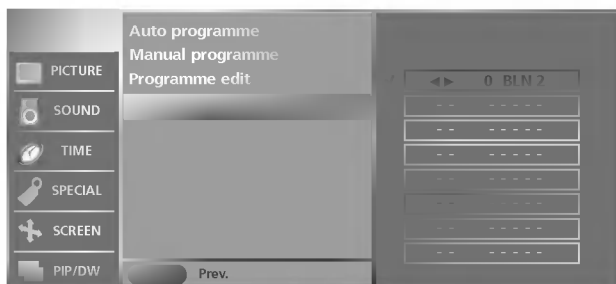 Auto programme
Manual programme
Programme edit
PICTURE
SOUND
TIME
SPECIAL
SCREEN
PIP/DW
Prev.
◀▶ 0 BLN 2
- - - - - - -
- - - - - - -
- - - - - - -
- - - - - - -
- - - - - - -
- - - - - - -
- - - - - - -